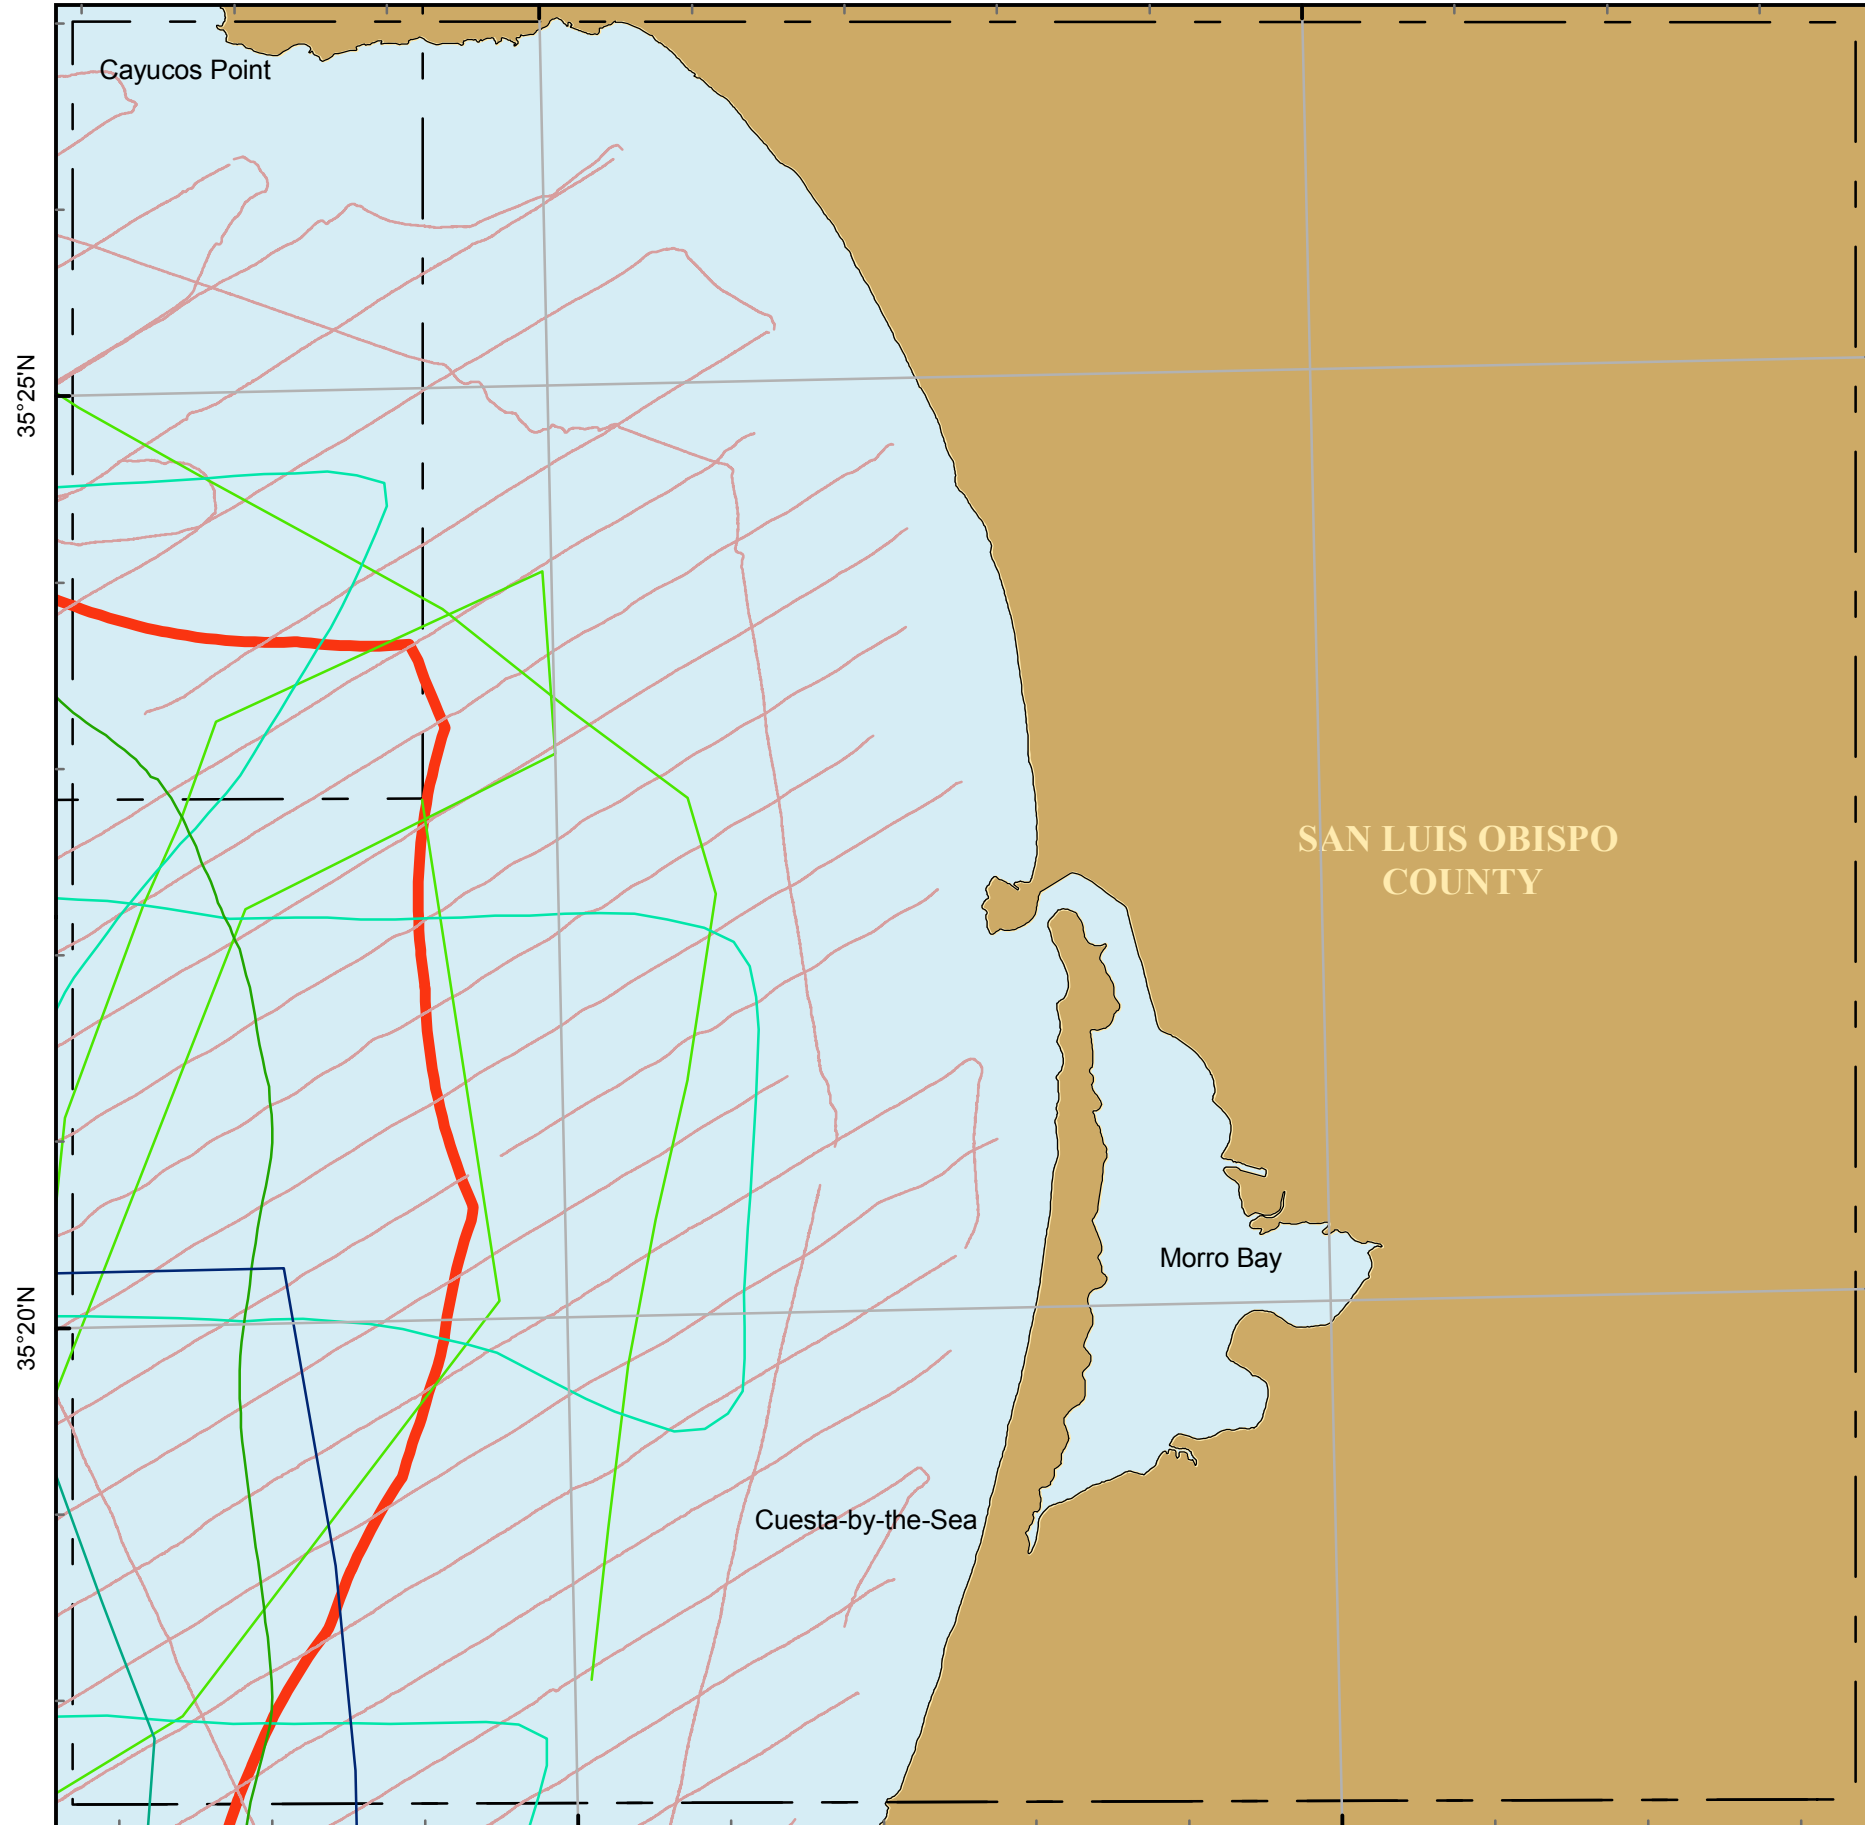 Cayucos Point
35°25'N
SAN LUIS OBISPO
COUNTY
Morro Bay
35°20'N
Cuesta-by-the-Sea